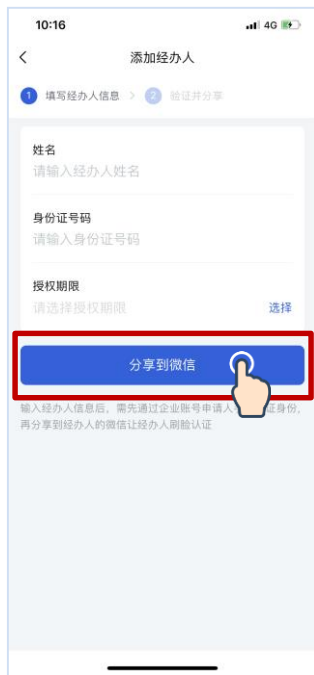 10:16
4G
添加经办人
1 填写经办人信息 > 2 验证并分享
姓名
请输入经办人姓名
身份证号码
请输入身份证号码
授权期限
请选择授权期限 选择
分享到微信
输入经办人信息后，需先通过企业账号申请人 证身份，
再分享到经办人的微信让经办人刷脸认证